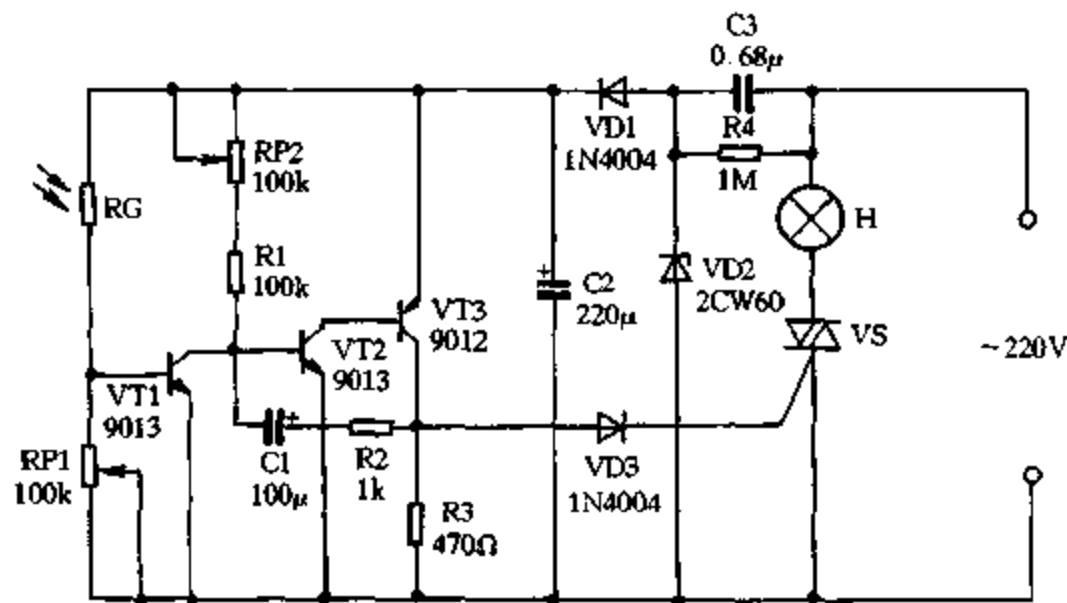 C3
0.68μ
VD1
1N4004
R4
1M
RP2
100k
RG
H
R1
100k
C2
220μ
VD2
2CW60
VS
VT3
9012
VT2
9013
~220V
VT1
9013
C1
100μ
R2
1k
VD3
1N4004
RP1
100k
R3
470Ω
+
+